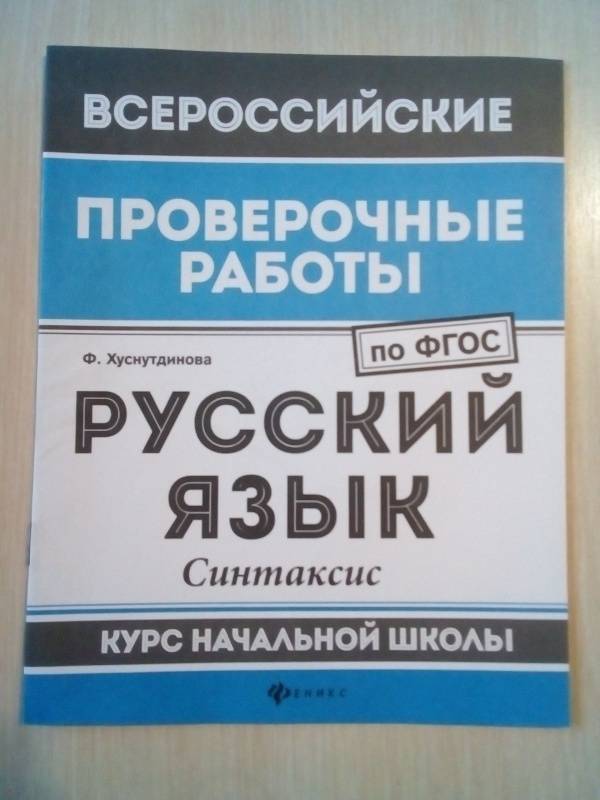 ВСЕРОССИЙСКИЕ
ПРОВЕРОЧНЫЕ
РАБОТЫ
по ФГОС
Ф. Хуснутдинова
РУССКИЙ
ЯЗЫК
Синтаксис
КУРС НАЧАЛЬНОЙ ШКОЛЫ
ФЕНИКС